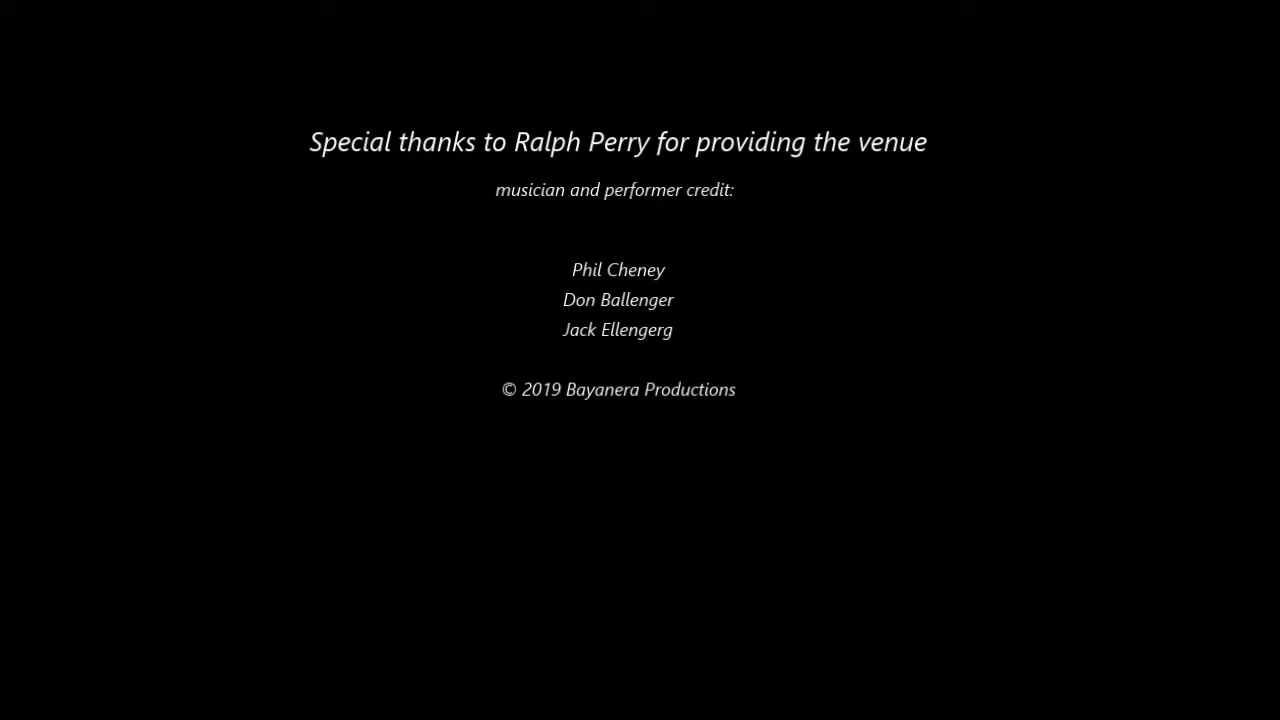 Special thanks to Ralph Perry for providing the venue
musician and performer credit:
Phil Cheney
Don Ballenger
Jack Ellengerg
© 2019 Bayanera Productions